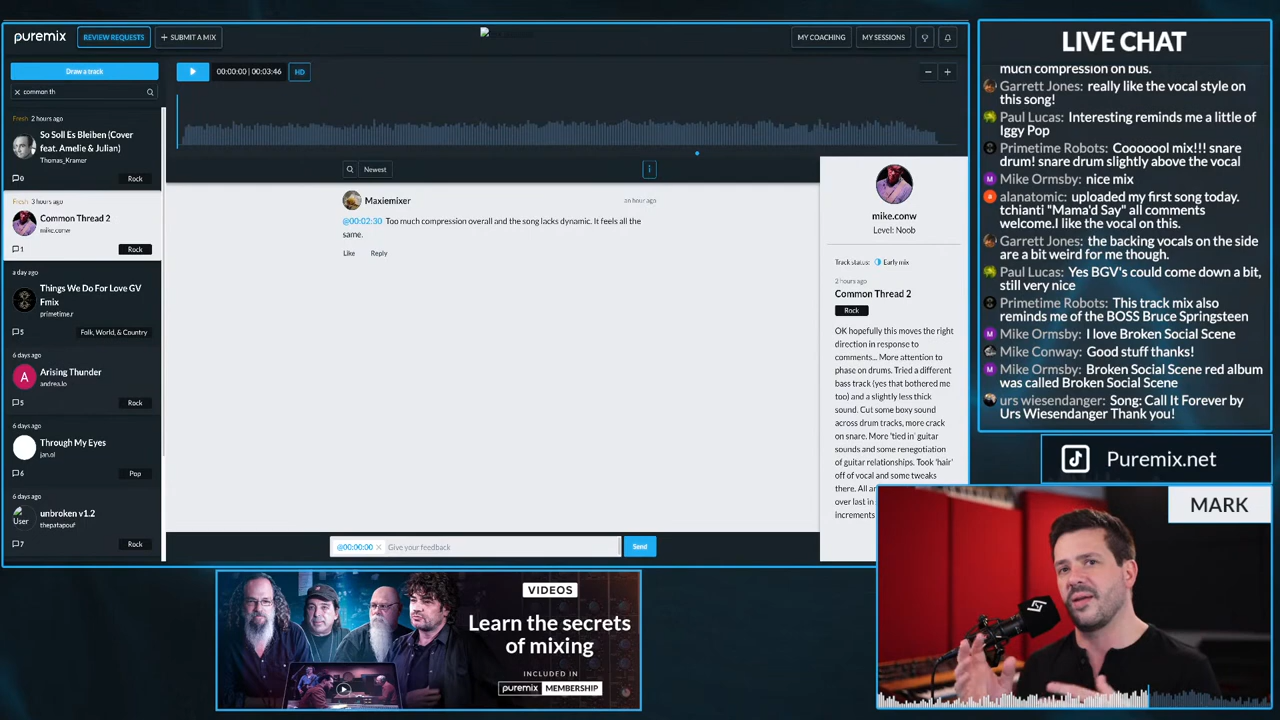 puremix
REVIEW REQUESTS
+ SUBMIT A MIX
MY COACHING
MY SESSIONS
Draw a track
00:00:00 | 00:03:46
HD
common th
Fresh 2 hours ago
So Soll Es Bleiben (Cover
feat. Amelie & Julian)
Thomas_Kramer
0
Rock
Fresh 3 hours ago
Common Thread 2
mike.conw
1
Rock
a day ago
Things We Do For Love GV
Fmix
primetime.r
5
Folk, World, & Country
6 days ago
Arising Thunder
andrea.lo
5
Rock
6 days ago
Through My Eyes
jan.ol
6
Pop
6 days ago
unbroken v1.2
User
thepatapouf
7
Rock
Newest
Maxiemixer
an hour ago
@00:02:30 Too much compression overall and the song lacks dynamic. It feels all the
same.
Like Reply
@00:00:00 × Give your feedback
Send
mike.conw
Level: Noob
Track status: Early mix
2 hours ago
Common Thread 2
Rock
OK hopefully this moves the right
direction in response to
comments... More attention to
phase on drums. Tried a different
bass track (yes that bothered me
too) and a slightly less thick
sound. Cut some boxy sound
across drum tracks, more crack
on snare. More 'tied in' guitar
sounds and some renegotiation
of guitar relationships. Took 'hair'
off of vocal and some tweaks
there. All
over last in
increments
LIVE CHAT
much compression on bus.
Garrett Jones: really like the vocal style on
this song!
Paul Lucas: Interesting reminds me a little of
Iggy Pop
Primetime Robots: Cooooool mix!!! snare
drum! snare drum slightly above the vocal
M
Mike Ormsby: nice mix
alanatomic: uploaded my first song today.
tchianti "Mama'd Say" all comments
welcome.I like the vocal on this.
Garrett Jones: the backing vocals on the side
are a bit weird for me though.
Paul Lucas: Yes BGV's could come down a bit,
still very nice
Primetime Robots: This track mix also
reminds me of the BOSS Bruce Springsteen
M
Mike Ormsby: I love Broken Social Scene
Mike Conway: Good stuff thanks!
M
Mike Ormsby: Broken Social Scene red album
was called Broken Social Scene
urs wiesendanger: Song: Call It Forever by
Urs Wiesendanger Thank you!
Puremix.net
MARK
VIDEOS
Learn the secrets
of mixing
INCLUDED IN
puremix MEMBERSHIP